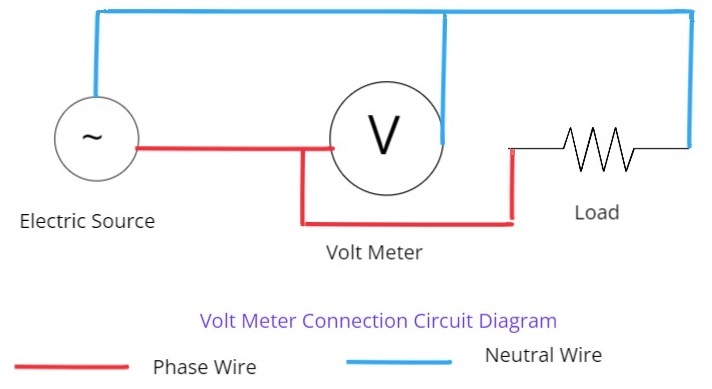 ~
V
Electric Source
Load
Volt Meter
Volt Meter Connection Circuit Diagram
Phase Wire
Neutral Wire